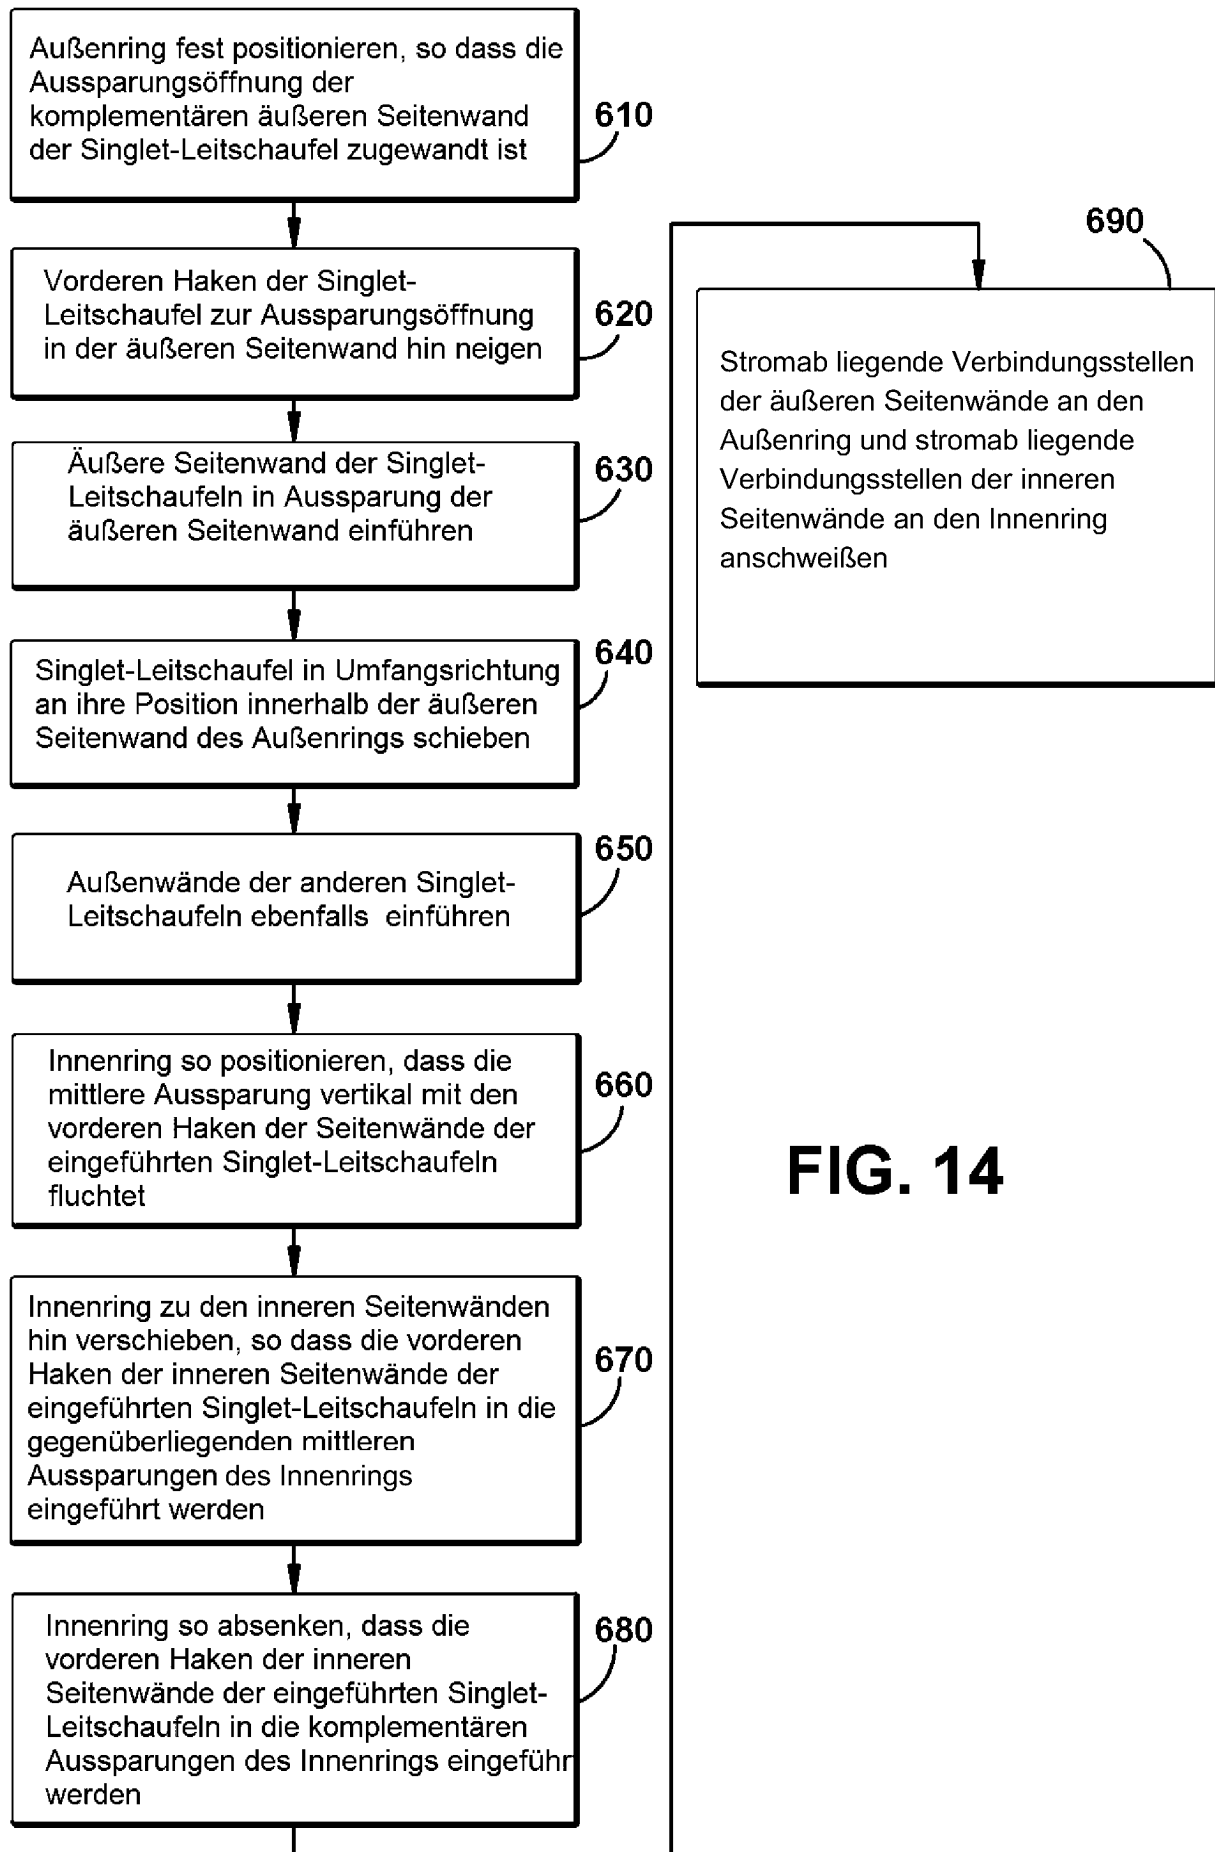 Außenring fest positionieren, so dass die
Aussparungsöffnung der
komplementären äußeren Seitenwand
der Singlet-Leitschaufel zugewandt ist
610
Vorderen Haken der Singlet-
Leitschaufel zur Aussparungsöffnung
in der äußeren Seitenwand hin neigen
620
Äußere Seitenwand der Singlet-
Leitschaufeln in Aussparung der
äußeren Seitenwand einführen
630
Singlet-Leitschaufel in Umfangsrichtung
an ihre Position innerhalb der äußeren
Seitenwand des Außenrings schieben
640
Außenwände der anderen Singlet-
Leitschaufeln ebenfalls einführen
650
Innenring so positionieren, dass die
mittlere Aussparung vertikal mit den
vorderen Haken der Seitenwände der
eingeführten Singlet-Leitschaufeln
fluchtet
660
Innenring zu den inneren Seitenwänden
hin verschieben, so dass die vorderen
Haken der inneren Seitenwände der
eingeführten Singlet-Leitschaufeln in die
gegenüberliegenden mittleren
Aussparungen des Innenrings
eingeführt werden
670
Innenring so absenken, dass die
vorderen Haken der inneren
Seitenwände der eingeführten Singlet-
Leitschaufeln in die komplementären
Aussparungen des Innenrings eingeführ
werden
680
690
Stromab liegende Verbindungsstellen
der äußeren Seitenwände an den
Außenring und stromab liegende
Verbindungsstellen der inneren
Seitenwände an den Innenring
anschweißen
FIG. 14